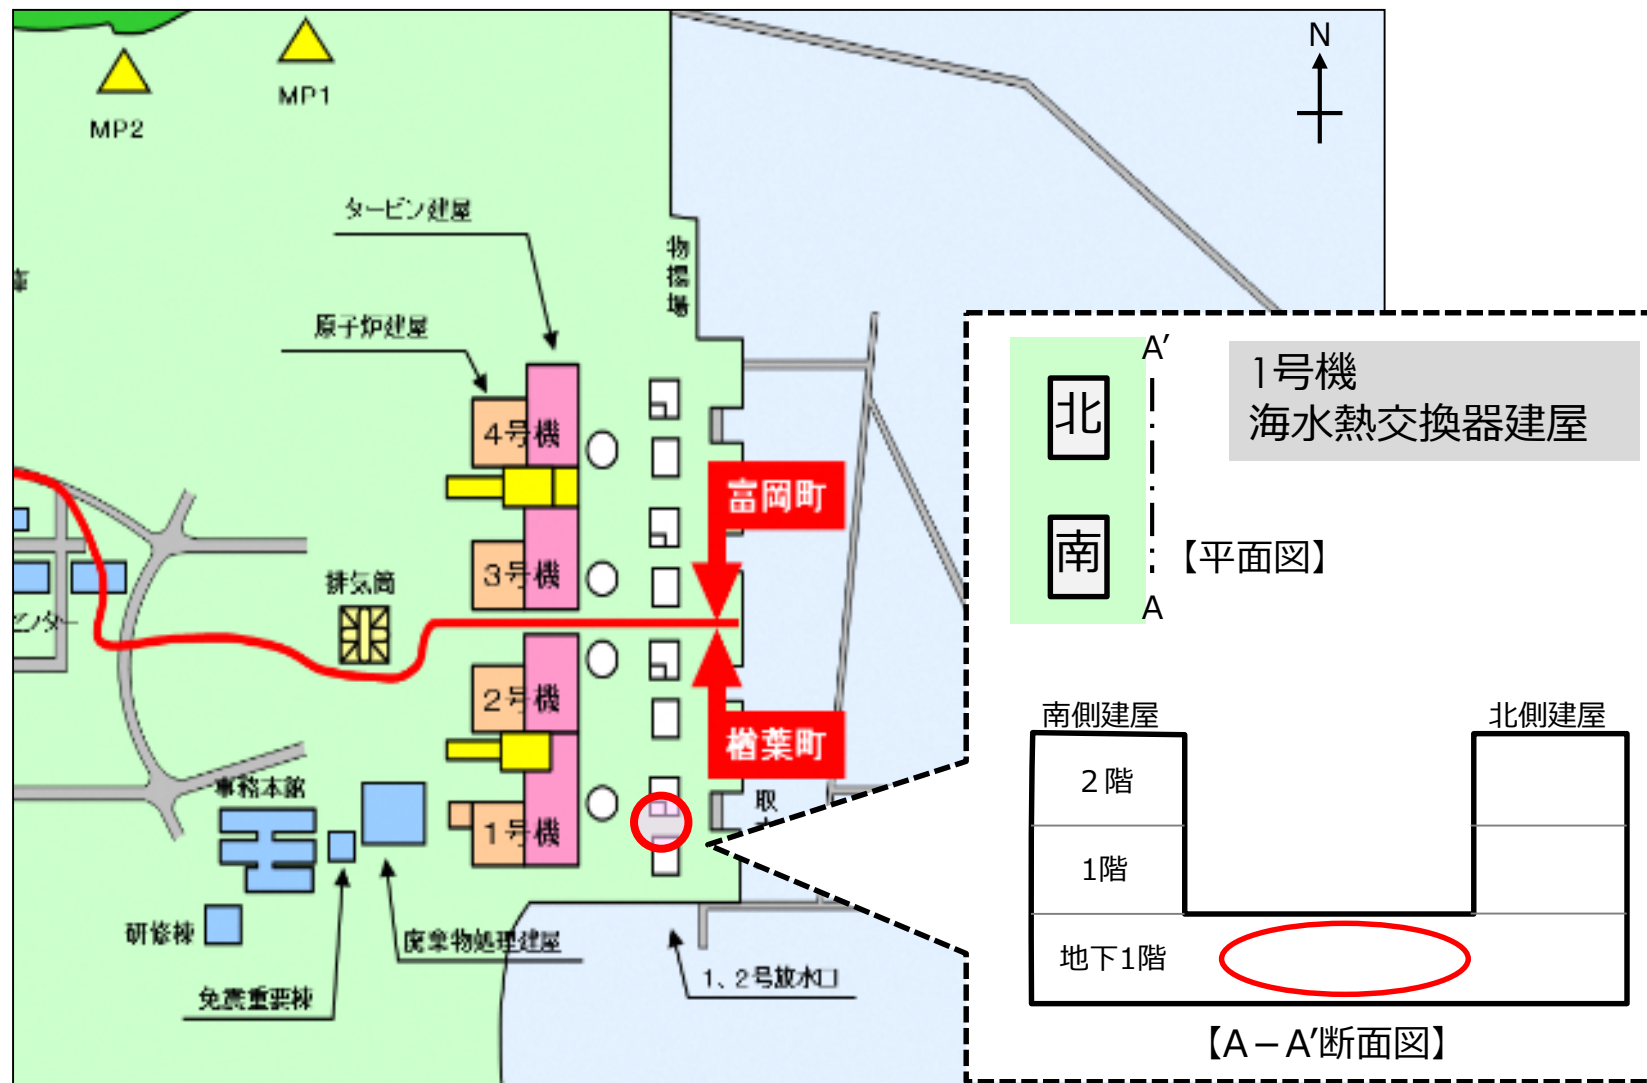 MP1
MP2
N
タービン建屋
物揚場
原子炉建屋
4号機
富岡町
3号機
排気筒
2号機
楢葉町
事務本館
1号機
取
研修棟
廃棄物処理建屋
免震重要棟
1、2号放水口
A′
北
南
A
【平面図】
1号機
海水熱交換器建屋
南側建屋
北側建屋
2階
1階
地下1階
【A－A′断面図】